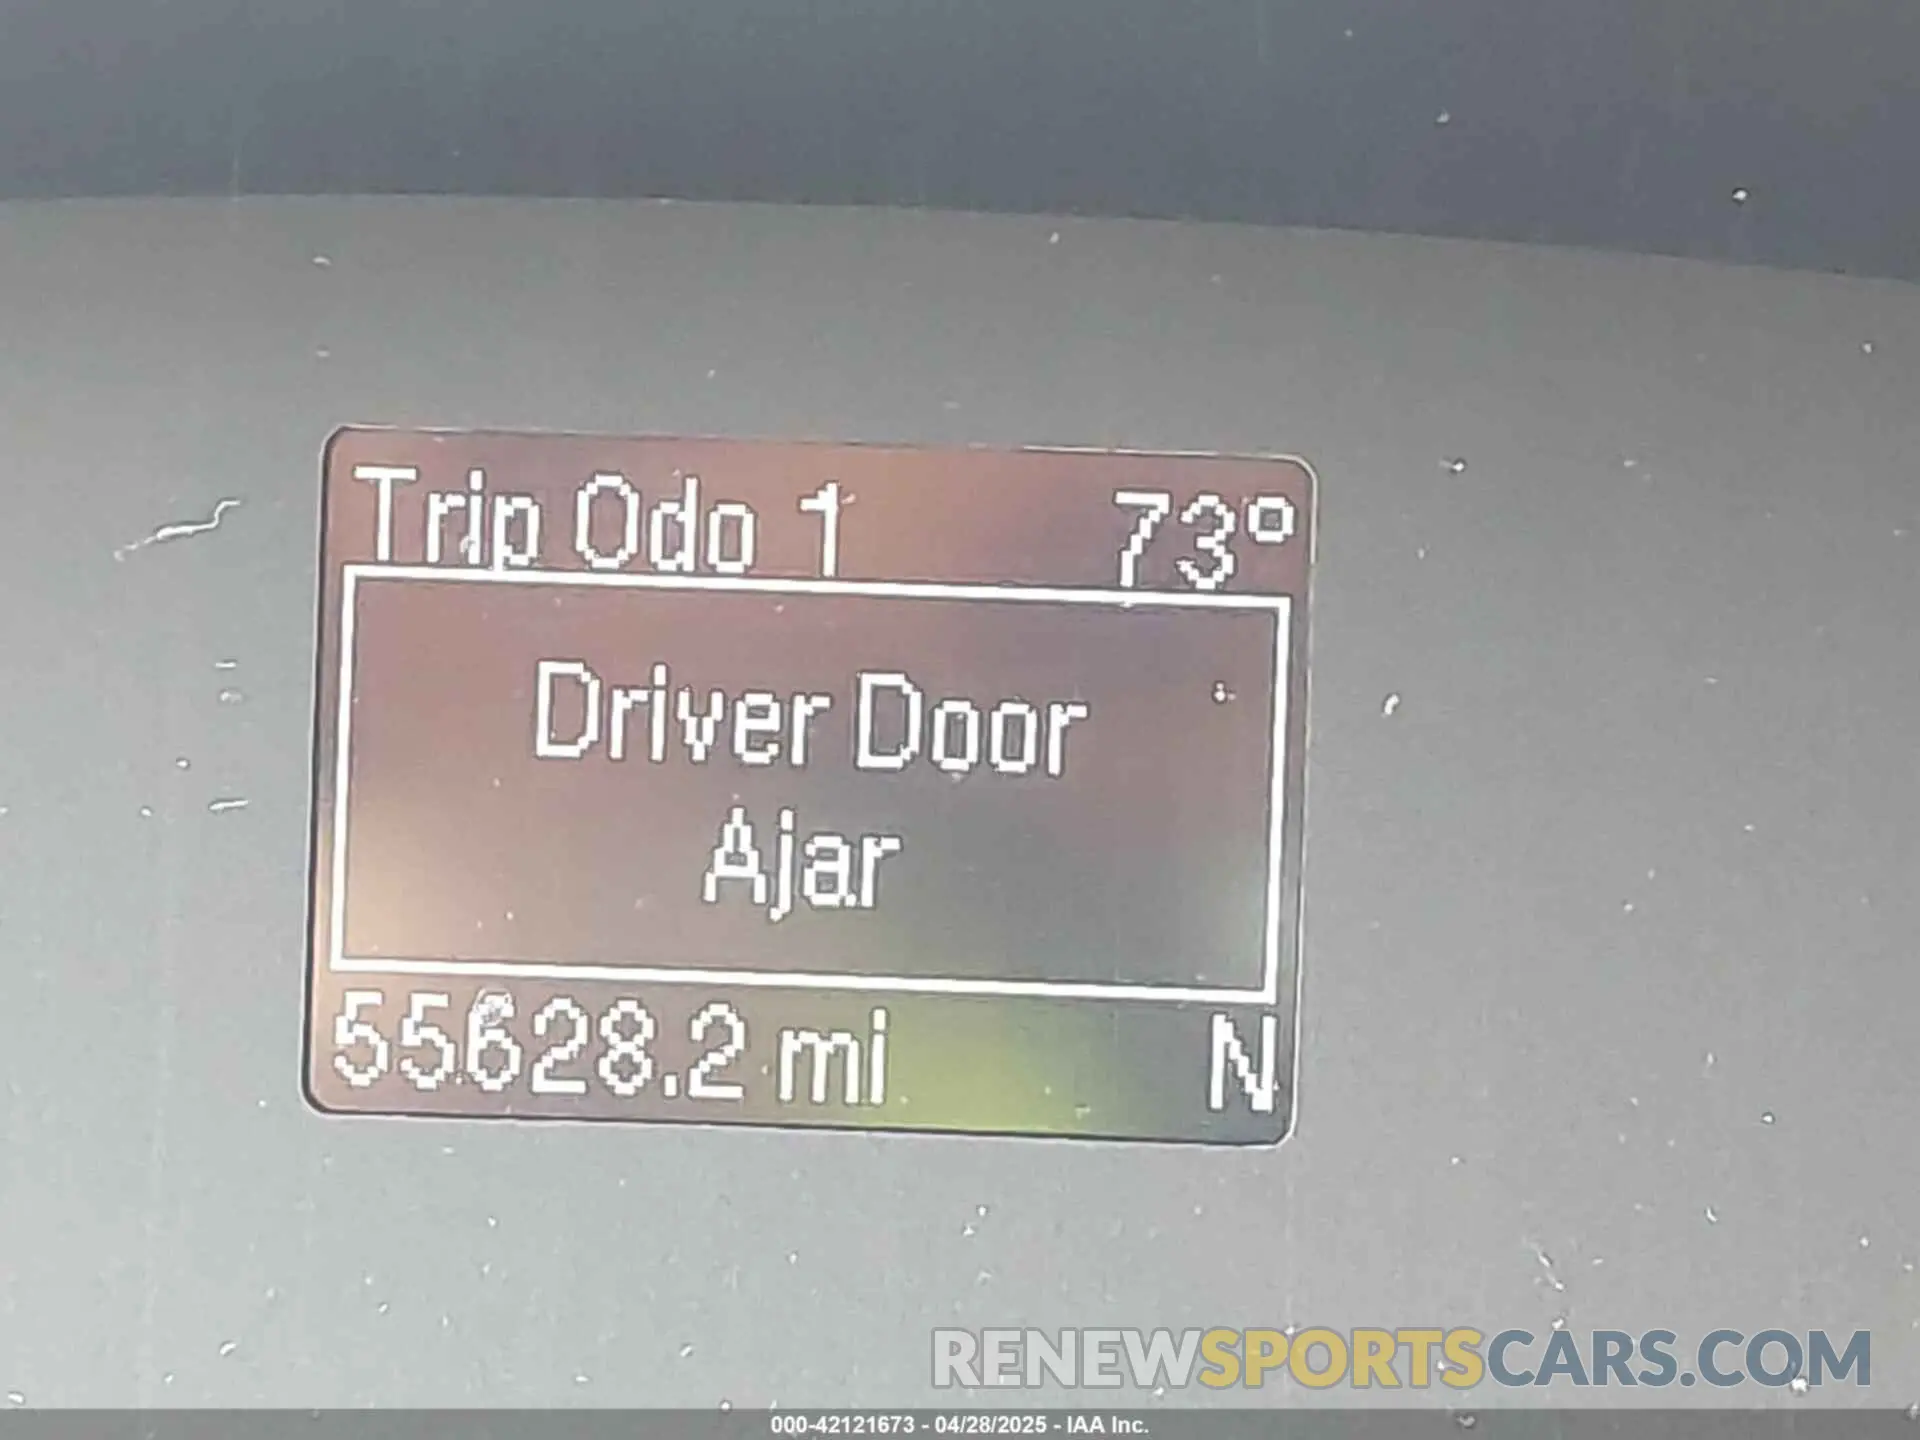 Trip Odo 1 73°
Driver Door
Ajar
55628.2 mi N
RENEWSPORTSCARS.COM
000-42121673 - 04/28/2025 - IAA Inc.